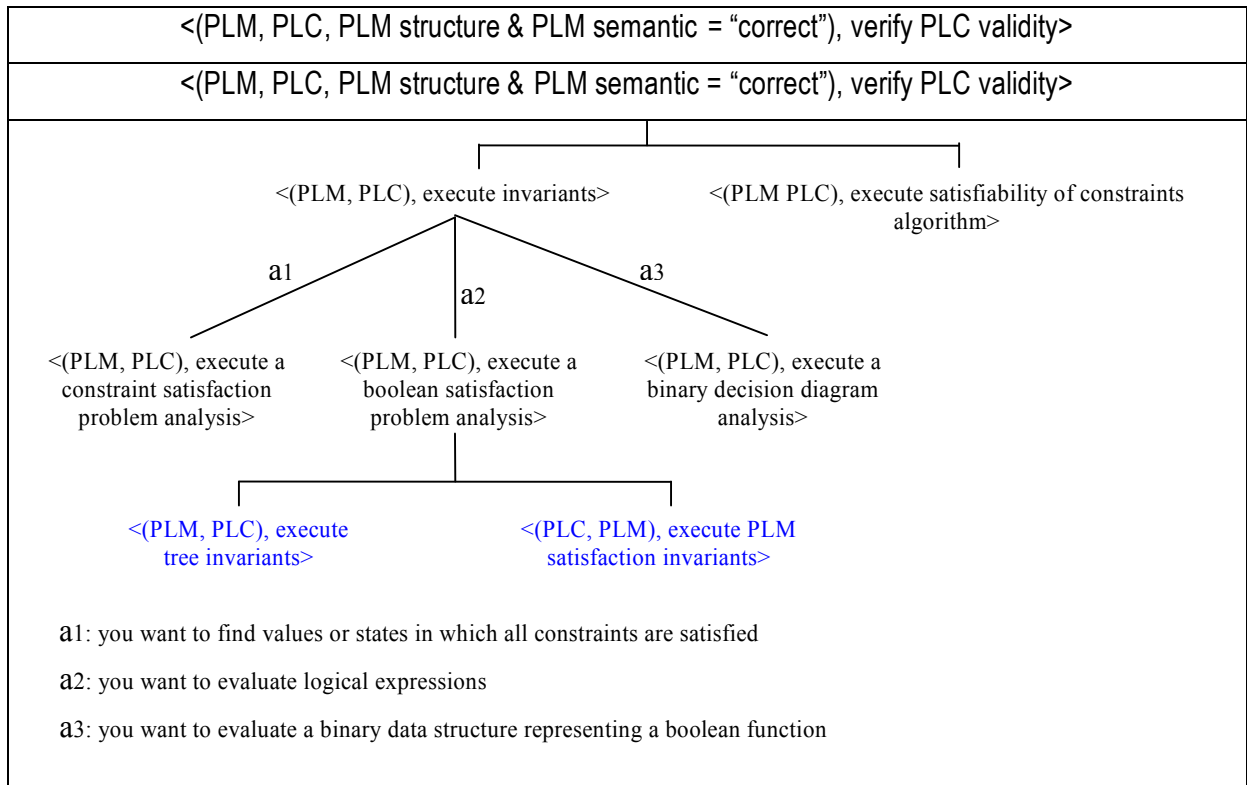 <(PLM, PLC, PLM structure & PLM semantic = “correct”), verify PLC validity>
<(PLM, PLC, PLM structure & PLM semantic = “correct”), verify PLC validity>
<(PLM, PLC), execute invariants>
<(PLM PLC), execute satisfiability of constraints
algorithm>
a1
a2
a3
<(PLM, PLC), execute a
constraint satisfaction
problem analysis>
<(PLM, PLC), execute a
boolean satisfaction
problem analysis>
<(PLM, PLC), execute a
binary decision diagram
analysis>
<(PLM, PLC), execute
tree invariants>
<(PLC, PLM), execute PLM
satisfaction invariants>
a1: you want to find values or states in which all constraints are satisfied
a2: you want to evaluate logical expressions
a3: you want to evaluate a binary data structure representing a boolean function